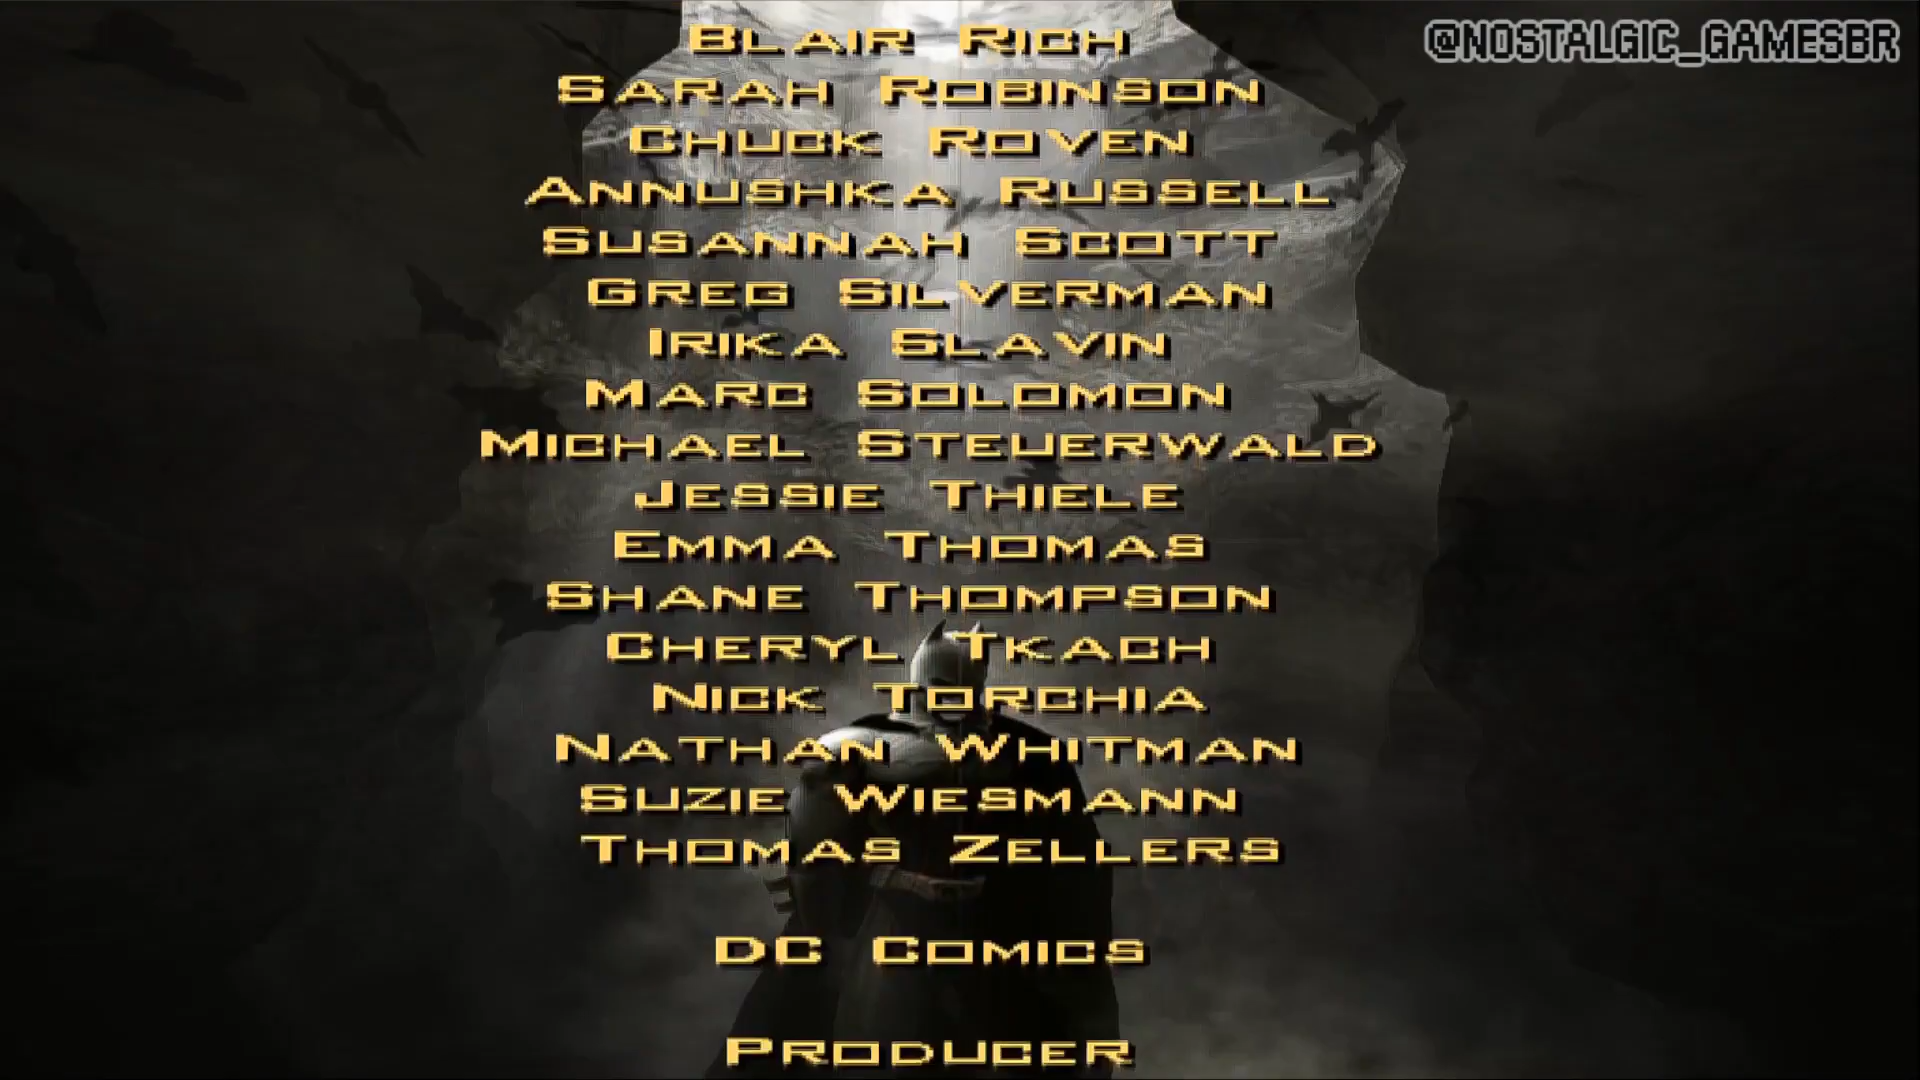 @NOSTALGIC_GAMESBR
Blair Rich
Sarah Robinson
Chuck Roven
Annushka Russell
Susannah Scott
Greg Silverman
Irika Slavin
Marc Solomon
Michael Steuerwald
Jessie Thiele
Emma Thomas
Shane Thompson
Cheryl Tkach
Nick Torchia
Nathan Whitman
Suzie Wiesmann
Thomas Zellers
DC Comics
Producer